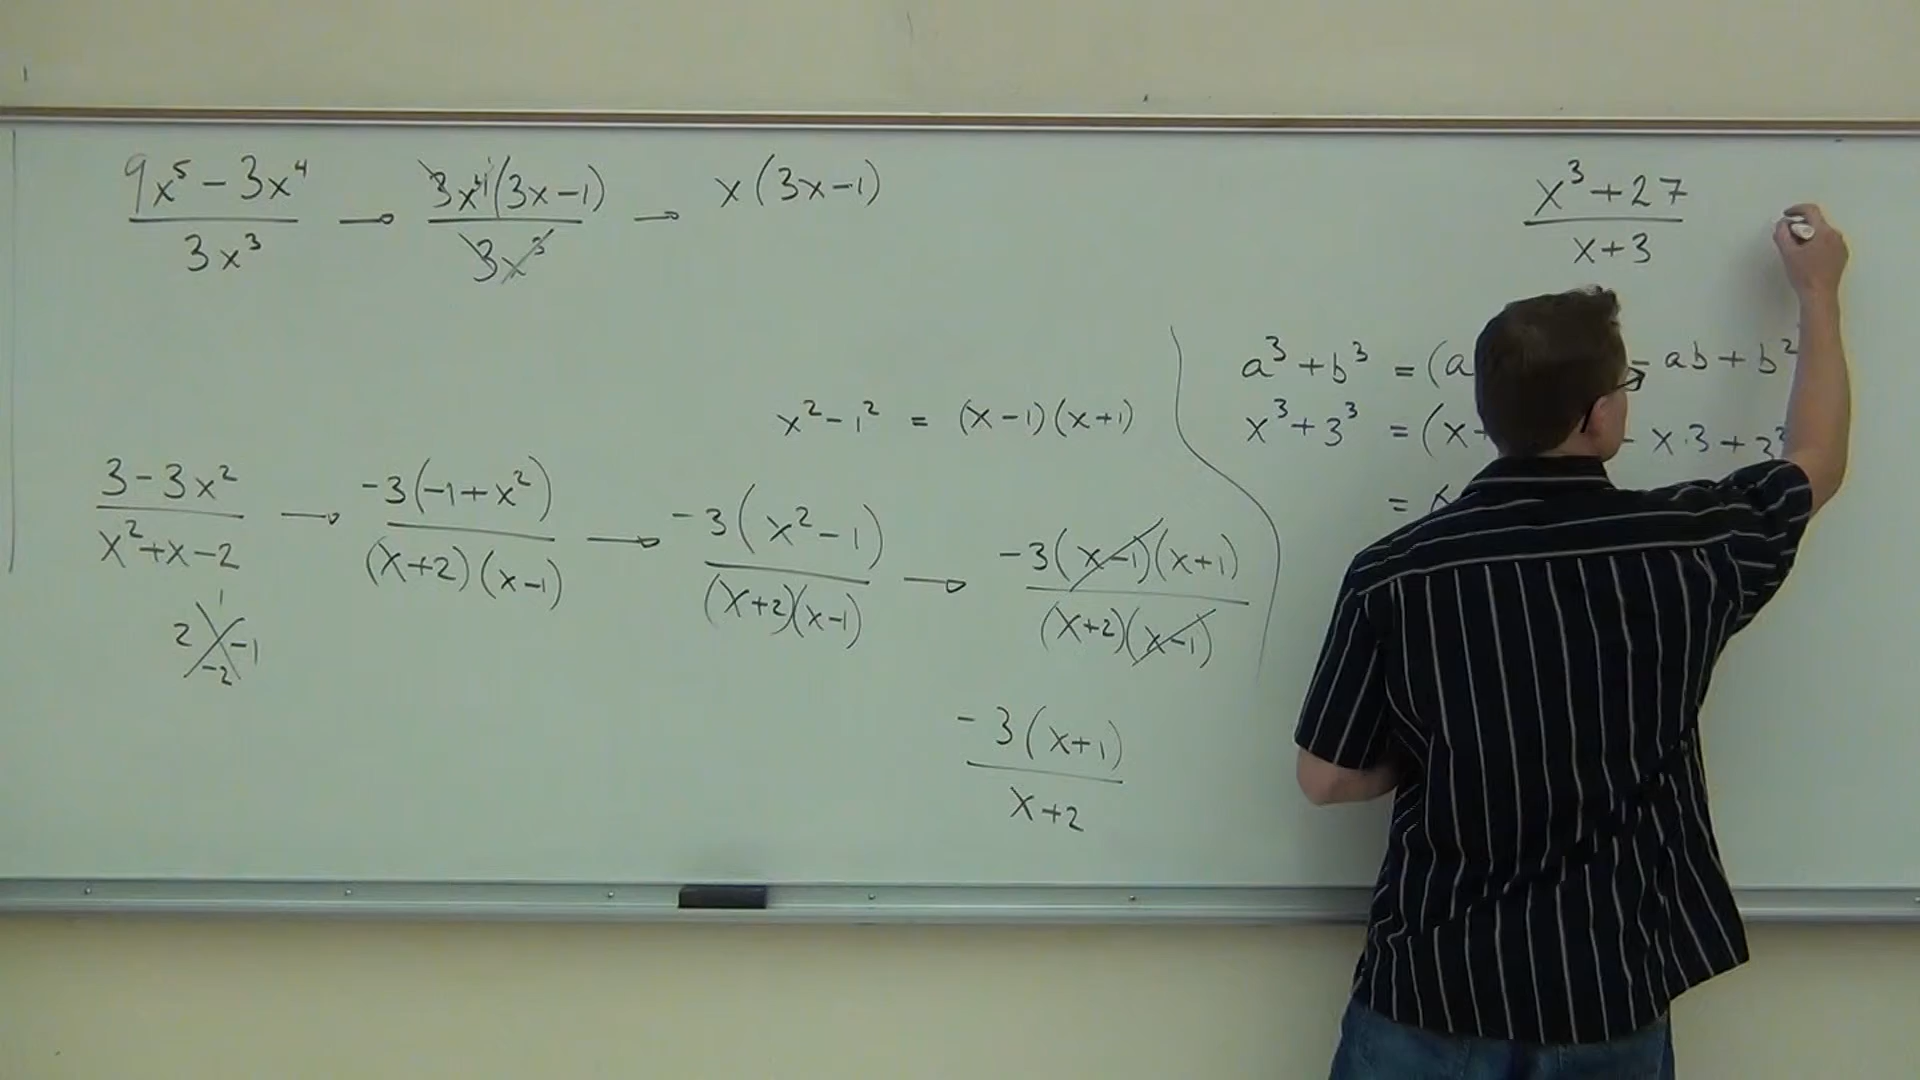 9x⁵ - 3x⁴ / 3x³ → 3x⁴(3x-1) / 3x³ → x(3x-1)
x³+27 / x+3
a³+b³ = (a - ab + b²
x²-1² = (x-1)(x+1)
x³+3³ = (x+ - x·3+3²
=
3-3x² / x²+x-2 → -3(-1+x²) / (x+2)(x-1) → -3(x²-1) / (x+2)(x-1) → -3(x-1)(x+1) / (x+2)(x-1)
1
2 -1
-2
-3(x+1) / x+2